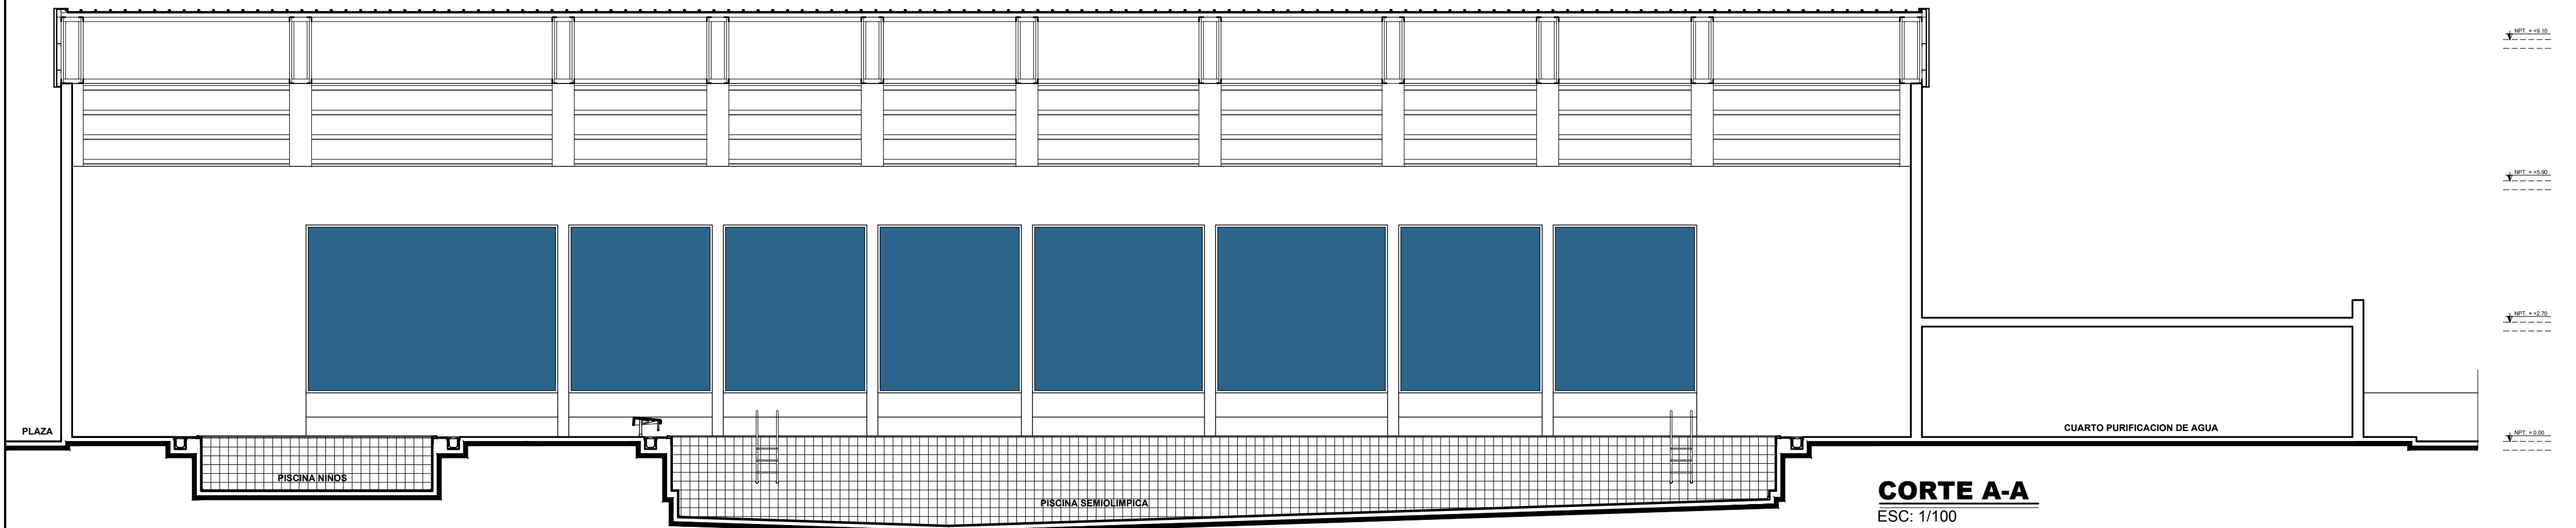 NPT. = +9.10
NPT. = +5.90
NPT. = +2.70
PLAZA
CUARTO PURIFICACION DE AGUA
NPT. = 0.00
PISCINA NIÑOS
PISCINA SEMIOLIMPICA
CORTE A-A
ESC: 1/100